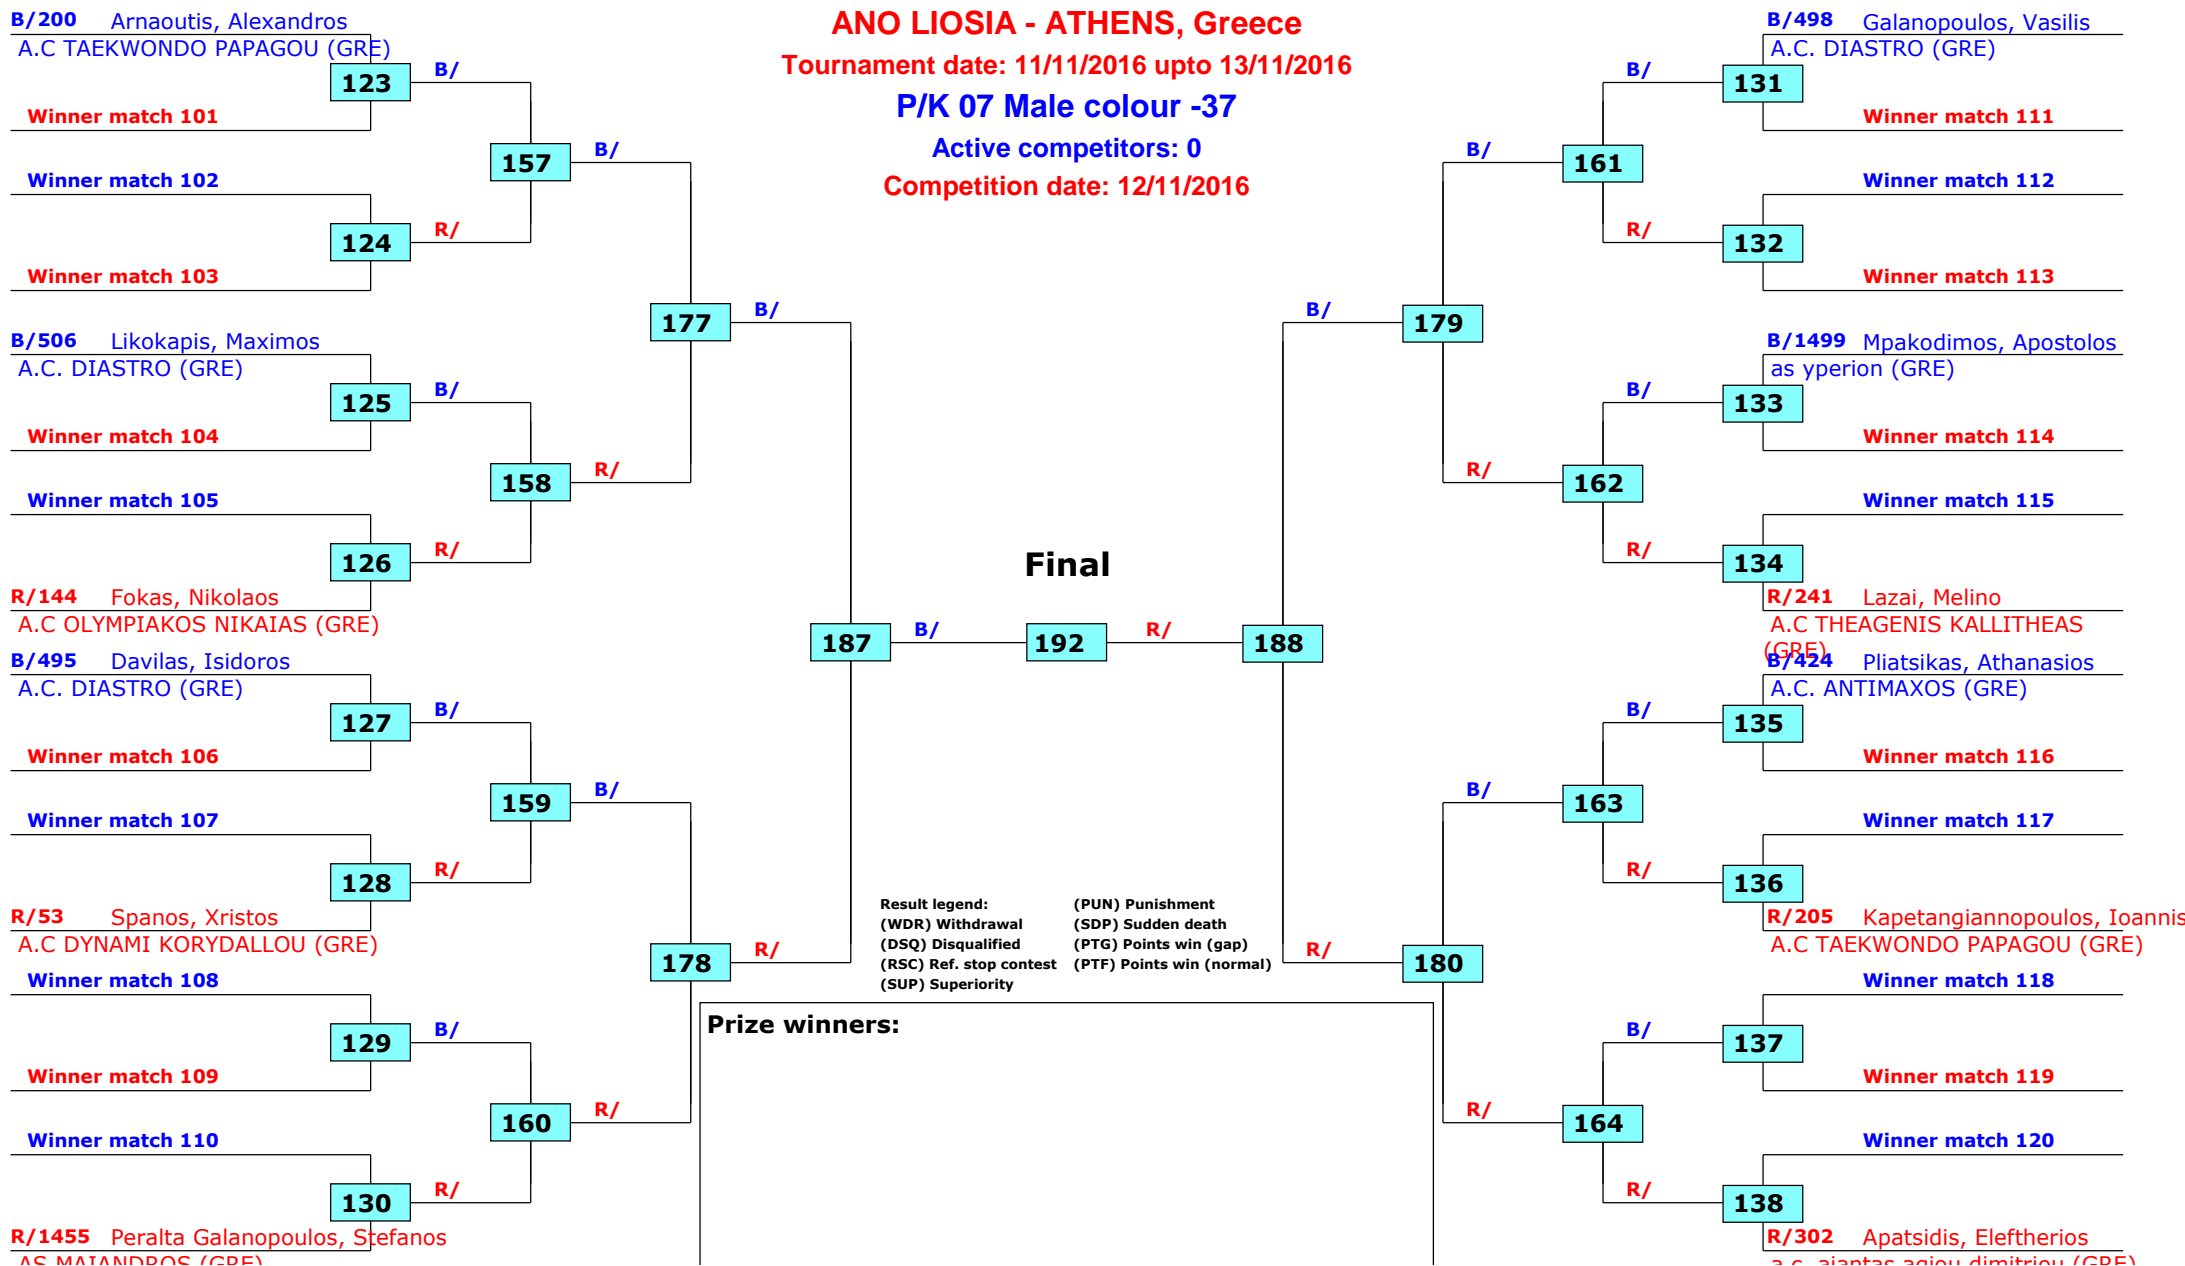 ANO LIOSIA - ATHENS, Greece
Tournament date: 11/11/2016 upto 13/11/2016
P/K 07 Male colour -37
Active competitors: 0
Competition date: 12/11/2016
B/200 Arnaoutis, Alexandros
A.C TAEKWONDO PAPAGOU (GRE)
123
B/
Winner match 101
157
B/
Winner match 102
124
R/
Winner match 103
177
B/
B/506 Likokapis, Maximos
A.C. DIASTRO (GRE)
125
B/
Winner match 104
158
R/
Winner match 105
126
R/
R/144 Fokas, Nikolaos
A.C OLYMPIAKOS NIKAIAS (GRE)
187
B/
B/495 Davilas, Isidoros
A.C. DIASTRO (GRE)
127
B/
Winner match 106
159
B/
Winner match 107
128
R/
R/53 Spanos, Xristos
A.C DYNAMI KORYDALLOU (GRE)
178
R/
Winner match 108
129
B/
Winner match 109
160
R/
Winner match 110
130
R/
R/1455 Peralta Galanopoulos, Stefanos
AS MAIANDROS (GRE)
Final
192
R/
188
B/498 Galanopoulos, Vasilis
A.C. DIASTRO (GRE)
B/
131
Winner match 111
B/
161
Winner match 112
R/
132
Winner match 113
B/
179
B/1499 Mpakodimos, Apostolos
as yperion (GRE)
B/
133
Winner match 114
R/
162
Winner match 115
R/
134
R/241 Lazai, Melino
A.C THEAGENIS KALLITHEAS
(GRE)
B/424 Pliatsikas, Athanasios
A.C. ANTIMAXOS (GRE)
B/
135
Winner match 116
B/
163
Winner match 117
R/
136
R/205 Kapetangiannopoulos, Ioannis
A.C TAEKWONDO PAPAGOU (GRE)
R/
180
Winner match 118
B/
137
Winner match 119
R/
164
Winner match 120
R/
138
R/302 Apatsidis, Eleftherios
a.c. aiantas agiou dimitriou (GRE)
Result legend:
(WDR) Withdrawal
(DSQ) Disqualified
(RSC) Ref. stop contest
(SUP) Superiority
(PUN) Punishment
(SDP) Sudden death
(PTG) Points win (gap)
(PTF) Points win (normal)
Prize winners: